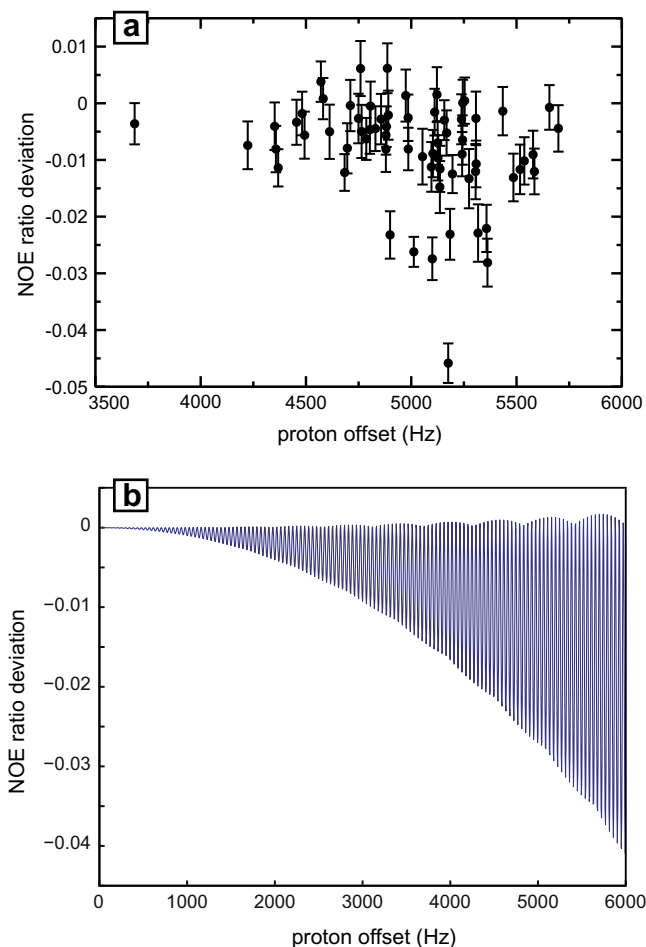 a
0.01
0
-0.01
-0.02
-0.03
-0.04
-0.05
NOE ratio deviation
3500 4000 4500 5000 5500 6000
proton offset (Hz)
b
0
−0.01
−0.02
−0.03
−0.04
NOE ratio deviation
0 1000 2000 3000 4000 5000 6000
proton offset (Hz)